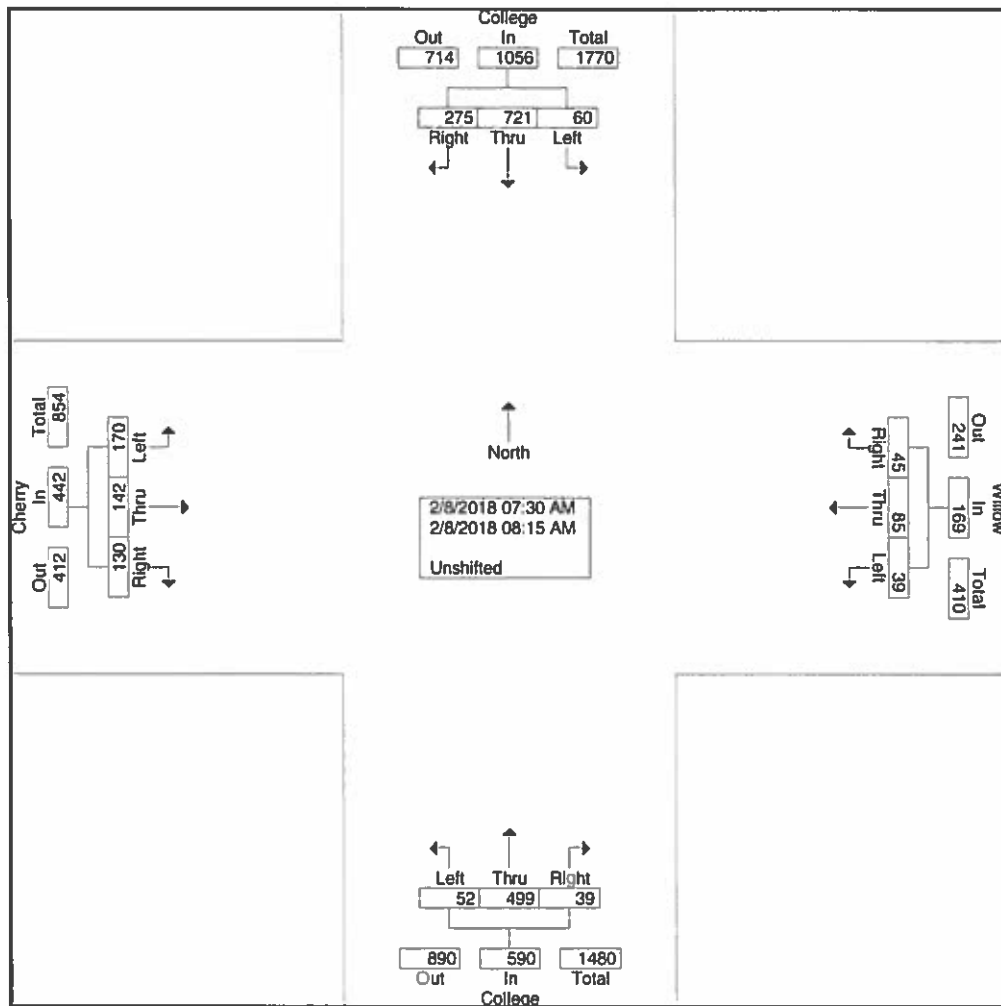 College
Out In Total
714 1056 1770
275 721 60
Right Thru Left
Cherry
Total In Out
854 442 412
170 142 130
Left Thru Right
North
2/8/2018 07:30 AM
2/8/2018 08:15 AM
Unshifted
Willow
Out In Total
241 169 410
45 85 39
Right Thru Left
Left Thru Right
52 499 39
890 590 1480
Out In Total
College